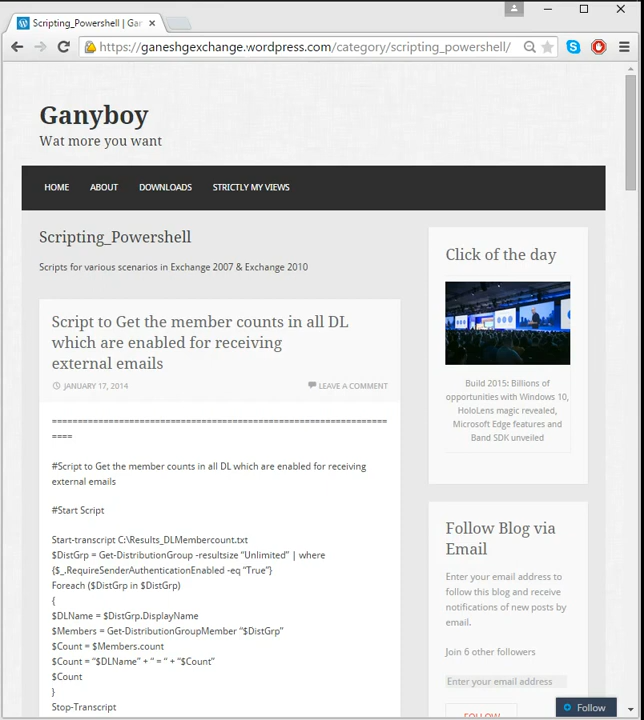 Scripting_Powershell | Gar
https://ganeshgexchange.wordpress.com/category/scripting_powershell/
Ganyboy
Wat more you want
HOME ABOUT DOWNLOADS STRICTLY MY VIEWS
Scripting_Powershell
Scripts for various scenarios in Exchange 2007 & Exchange 2010
Script to Get the member counts in all DL
which are enabled for receiving
external emails
JANUARY 17, 2014 LEAVE A COMMENT
=================================================================
====
#Script to Get the member counts in all DL which are enabled for receiving
external emails
#Start Script
Start-transcript C:\Results_DLMembercount.txt
$DistGrp = Get-DistributionGroup -resultsize “Unlimited” | where
{$_.RequireSenderAuthenticationEnabled -eq “True”}
Foreach ($DistGrp in $DistGrp)
{
$DLName = $DistGrp.DisplayName
$Members = Get-DistributionGroupMember “$DistGrp”
$Count = $Members.count
$Count = “$DLName” + “ = “ + “$Count”
$Count
}
Stop-Transcript
Click of the day
Build 2015: Billions of
opportunities with Windows 10,
HoloLens magic revealed,
Microsoft Edge features and
Band SDK unveiled
Follow Blog via
Email
Enter your email address to
follow this blog and receive
notifications of new posts by
email.
Join 6 other followers
Enter your email address
FOLLOW
Follow